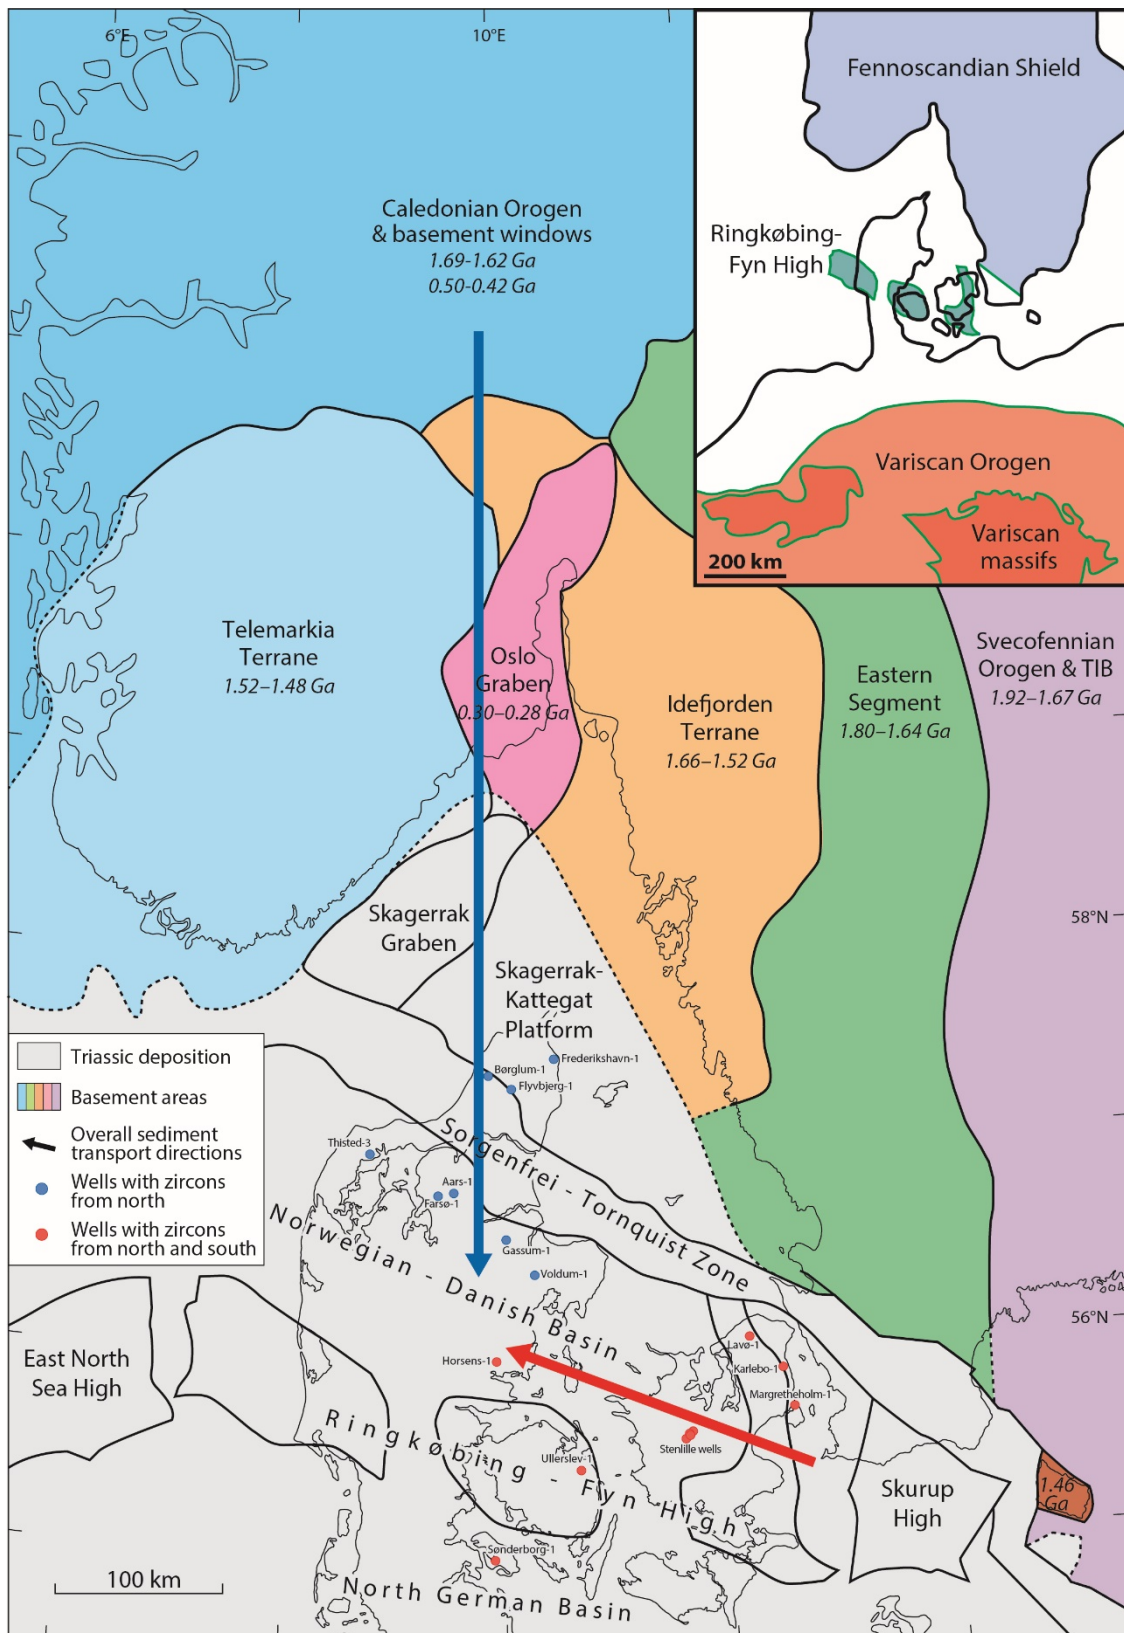 6°E
10°E
Fennoscandian Shield
Ringkøbing-
Fyn High
Variscan Orogen
Variscan
massifs
200 km
Caledonian Orogen
& basement windows
1.69-1.62 Ga
0.50-0.42 Ga
Telemarkia
Terrane
1.52–1.48 Ga
Oslo
Graben
0.30–0.28 Ga
Idefjorden
Terrane
1.66–1.52 Ga
Eastern
Segment
1.80–1.64 Ga
Svecofennian
Orogen & TIB
1.92–1.67 Ga
58°N
Skagerrak
Graben
Skagerrak-
Kattegat
Platform
Triassic deposition
Basement areas
Overall sediment
transport directions
Wells with zircons
from north
Wells with zircons
from north and south
Frederikshavn-1
Børglum-1
Flyvbjerg-1
Thisted-3
Aars-1
Farsø-1
Gassum-1
Voldum-1
Sorgenfrei - Tornquist Zone
Norwegian - Danish Basin
56°N
East North
Sea High
Horsens-1
Lavø-1
Karlebo-1
Margretheholm-1
Stenlille wells
Ullerslev-1
Ringkøbing - Fyn High
Skurup
High
1.46
Ga
Sønderborg-1
North German Basin
100 km